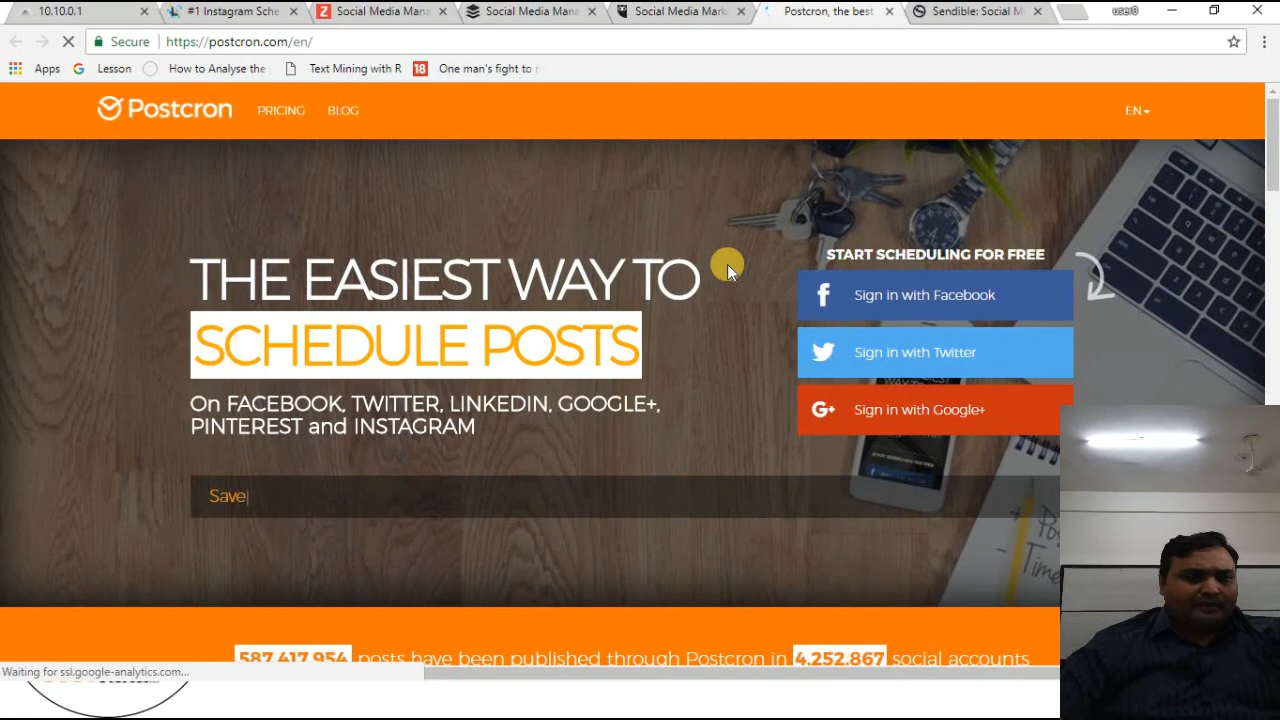 10.10.0.1
#1 Instagram Sche
Social Media Mana
Social Media Mana
Social Media Mark
Postcron, the best
Sendible: Social M
user0
Secure
https://postcron.com/en/
Apps
Lesson
How to Analyse the
Text Mining with R
18
One man's fight to
Postcron
PRICING
BLOG
EN
THE EASIEST WAY TO
SCHEDULE POSTS
On FACEBOOK, TWITTER, LINKEDIN, GOOGLE+,
PINTEREST and INSTAGRAM
Save
START SCHEDULING FOR FREE
Sign in with Facebook
Sign in with Twitter
Sign in with Google+
587,417,954 posts have been published through Postcron in 4,252,867 social accounts
Waiting for ssl.google-analytics.com...